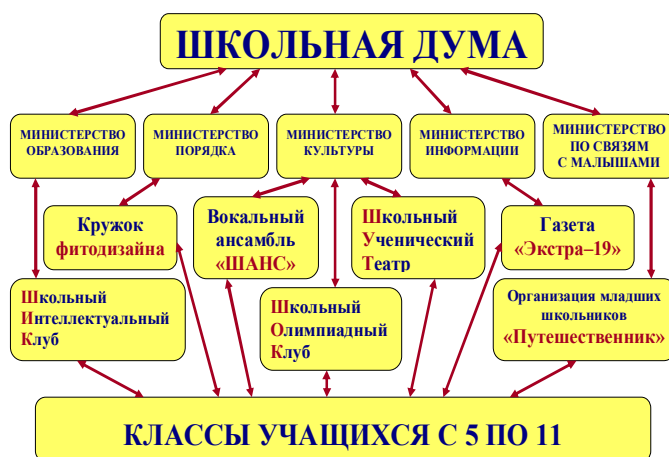 ШКОЛЬНАЯ ДУМА
МИНИСТЕРСТВО
ОБРАЗОВАНИЯ
МИНИСТЕРСТВО
ПОРЯДКА
МИНИСТЕРСТВО
КУЛЬТУРЫ
МИНИСТЕРСТВО
ИНФОРМАЦИИ
МИНИСТЕРСТВО
ПО СВЯЗЯМ
С МАЛЫШАМИ
Кружок
фитодизайна
Вокальный
ансамбль
«ШАНС»
Школьный
Ученический
Театр
Газета
«Экстра–19»
Школьный
Интеллектуальный
Клуб
Школьный
Олимпиадный
Клуб
Организация младших
школьников
«Путешественник»
КЛАССЫ УЧАЩИХСЯ С 5 ПО 11